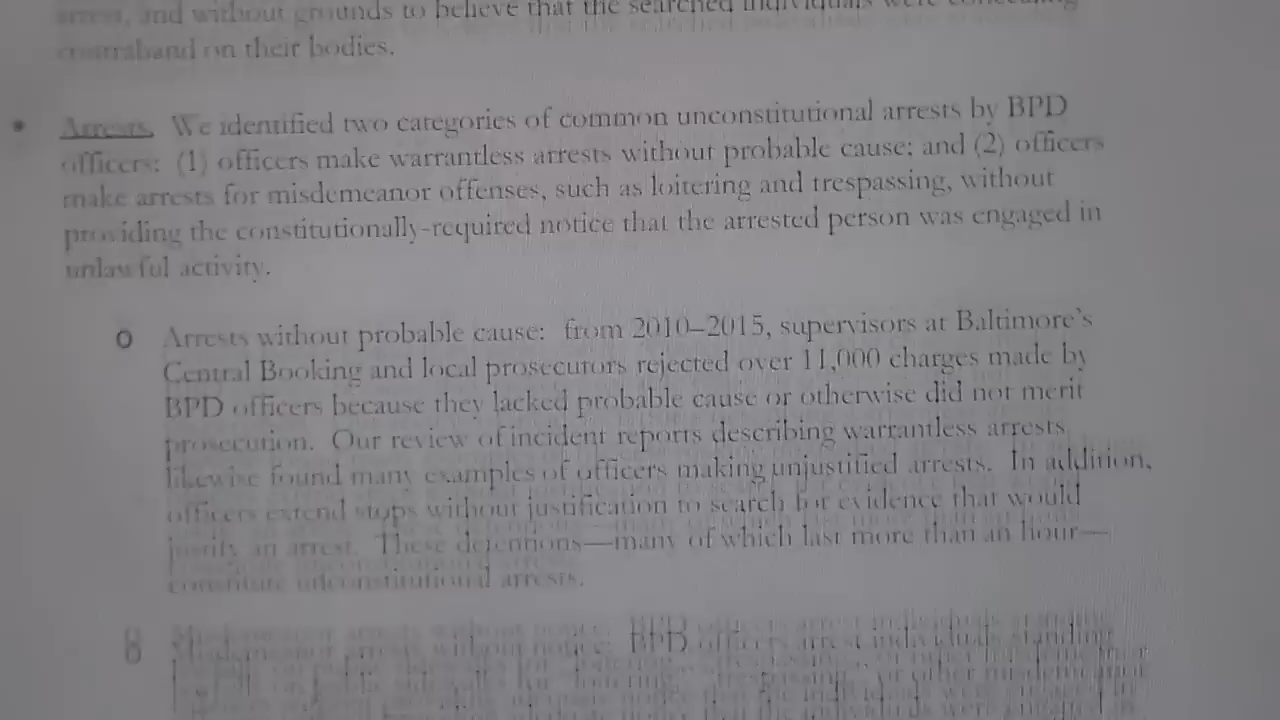 arrest, and without grounds to believe that the searched individuals were concealing
contraband on their bodies.
• Arrests. We identified two categories of common unconstitutional arrests by BPD
officers: (1) officers make warrantless arrests without probable cause; and (2) officers
make arrests for misdemeanor offenses, such as loitering and trespassing, without
providing the constitutionally-required notice that the arrested person was engaged in
unlawful activity.
o Arrests without probable cause: from 2010–2015, supervisors at Baltimore's
Central Booking and local prosecutors rejected over 11,000 charges made by
BPD officers because they lacked probable cause or otherwise did not merit
prosecution. Our review of incident reports describing warrantless arrests
likewise found many examples of officers making unjustified arrests. In addition,
officers extend stops without justification to search for evidence that would
justify an arrest. These detentions—many of which last more than an hour—
constitute unconstitutional arrests.
Misdemeanor arrests without notice: BPD officers arrest individuals standing